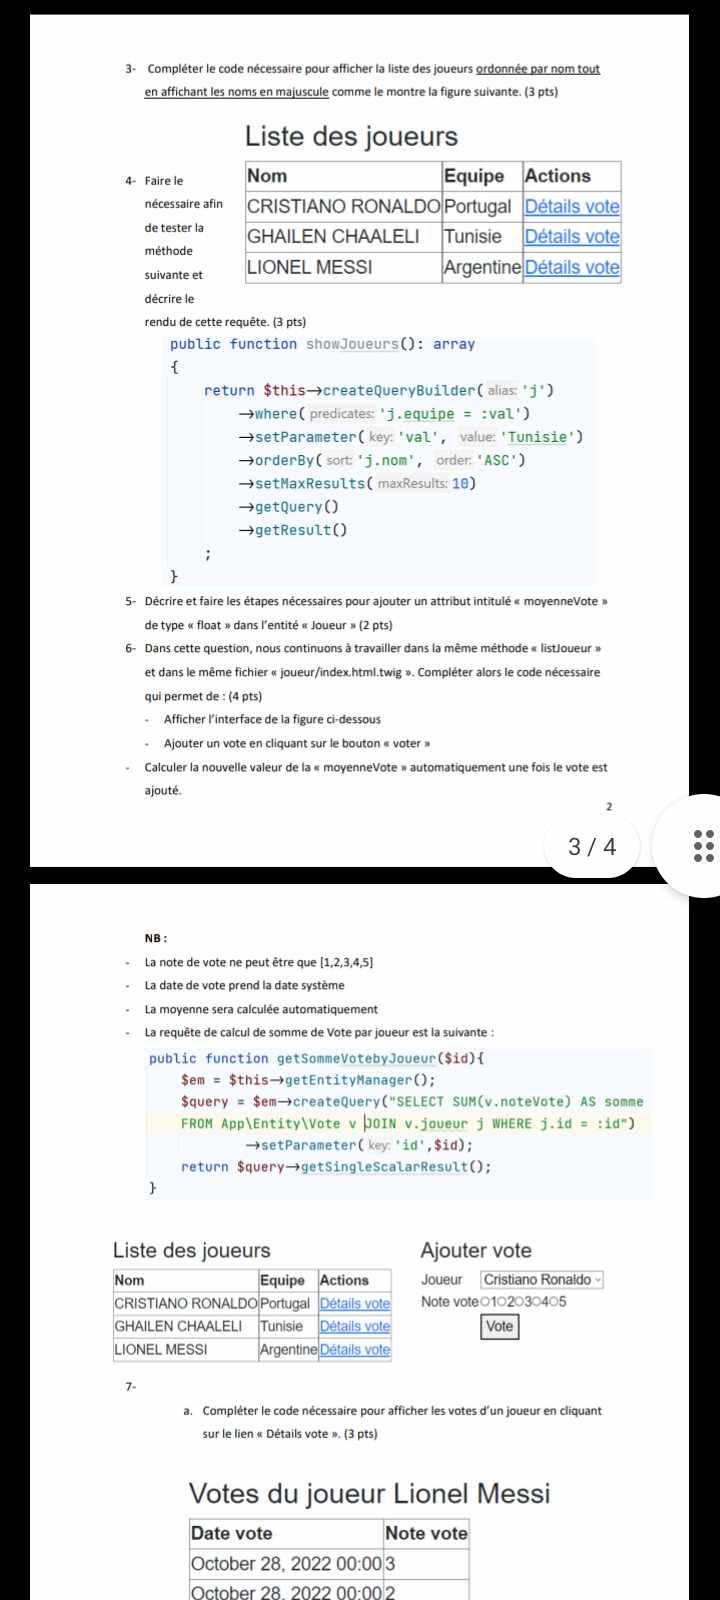 3- Compléter le code nécessaire pour afficher la liste des joueurs ordonnée par nom tout
en affichant les noms en majuscule comme le montre la figure suivante. (3 pts)
Liste des joueurs
Nom Equipe Actions
CRISTIANO RONALDO Portugal Détails vote
GHAILEN CHAALELI Tunisie Détails vote
LIONEL MESSI Argentine Détails vote
4- Faire le
nécessaire afin
de tester la
méthode
suivante et
décrire le
rendu de cette requête. (3 pts)
public function showJoueurs(): array
{
return $this→createQueryBuilder( alias: 'j')
→where( predicates: 'j.equipe = :val')
→setParameter( key: 'val', value: 'Tunisie')
→orderBy( sort: 'j.nom', order: 'ASC')
→setMaxResults( maxResults: 10)
→getQuery()
→getResult()
;
}
5- Décrire et faire les étapes nécessaires pour ajouter un attribut intitulé « moyenneVote »
de type « float » dans l'entité « Joueur » (2 pts)
6- Dans cette question, nous continuons à travailler dans la même méthode « listJoueur »
et dans le même fichier « joueur/index.html.twig ». Compléter alors le code nécessaire
qui permet de : (4 pts)
- Afficher l'interface de la figure ci-dessous
- Ajouter un vote en cliquant sur le bouton « voter »
- Calculer la nouvelle valeur de la « moyenneVote » automatiquement une fois le vote est
ajouté.
2
3 / 4
NB :
- La note de vote ne peut être que [1,2,3,4,5]
- La date de vote prend la date système
- La moyenne sera calculée automatiquement
- La requête de calcul de somme de Vote par joueur est la suivante :
public function getSommeVotebyJoueur($id){
$em = $this→getEntityManager();
$query = $em→createQuery("SELECT SUM(v.noteVote) AS somme
FROM App\Entity\Vote v JOIN v.joueur j WHERE j.id = :id")
→setParameter( key: 'id',$id);
return $query→getSingleScalarResult();
}
Liste des joueurs
Nom Equipe Actions
CRISTIANO RONALDO Portugal Détails vote
GHAILEN CHAALELI Tunisie Détails vote
LIONEL MESSI Argentine Détails vote
Ajouter vote
Joueur Cristiano Ronaldo
Note vote 1 2 3 4 5
Vote
7-
a. Compléter le code nécessaire pour afficher les votes d'un joueur en cliquant
sur le lien « Détails vote ». (3 pts)
Votes du joueur Lionel Messi
Date vote Note vote
October 28, 2022 00:00 3
October 28, 2022 00:00 2